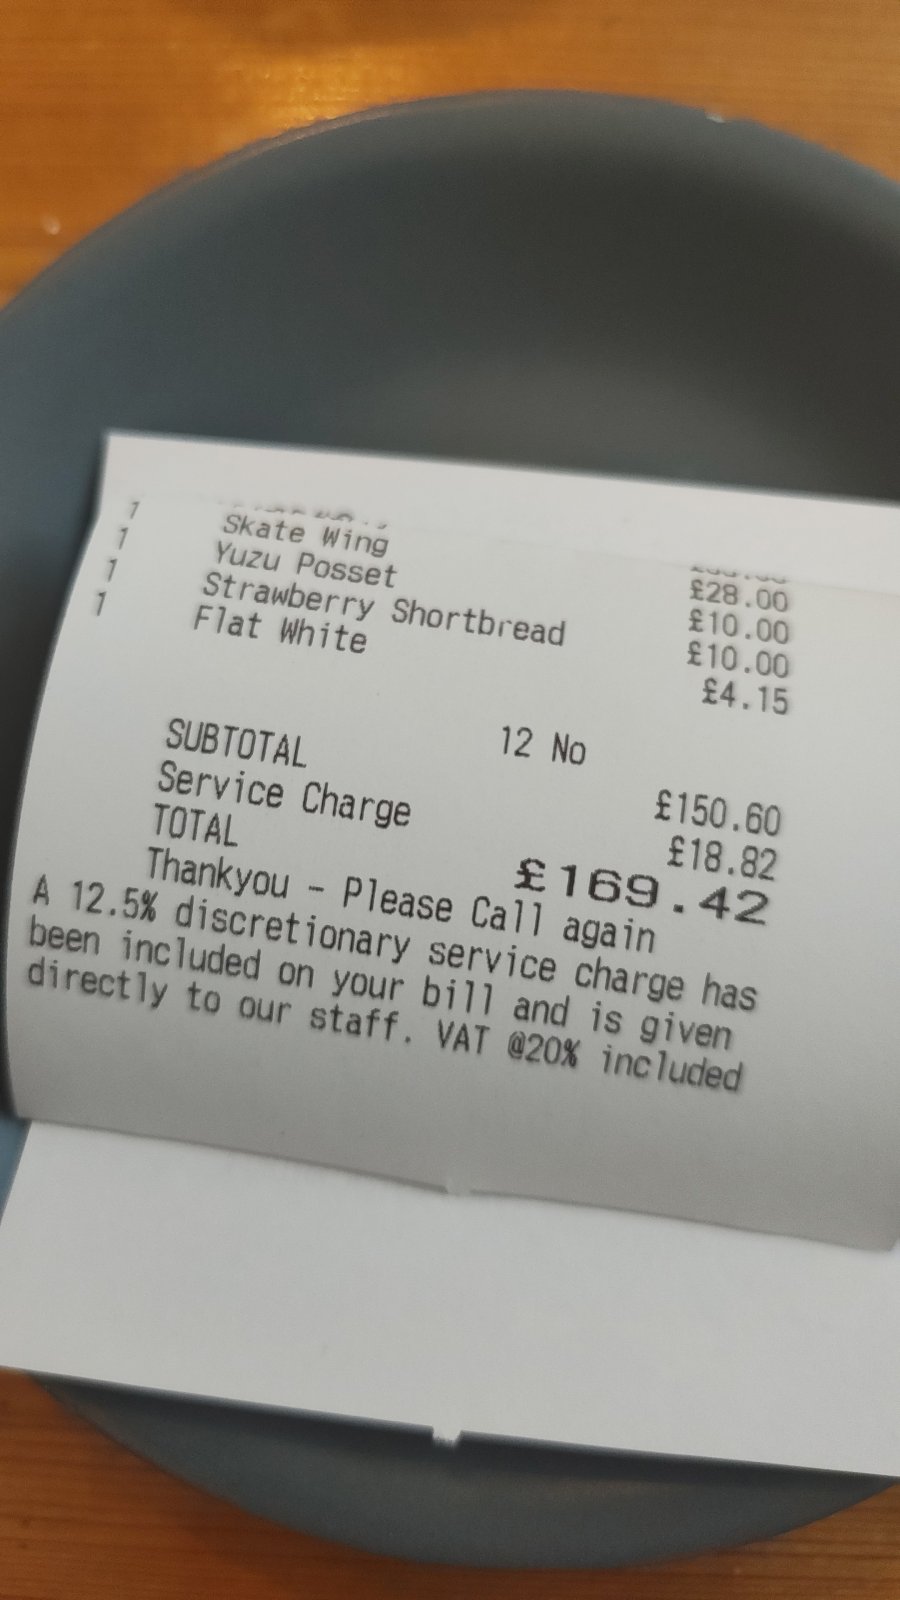 1 Skate Wing £28.00
1 Yuzu Posset £10.00
1 Strawberry Shortbread £10.00
1 Flat White £4.15
12 No
SUBTOTAL £150.60
Service Charge £18.82
TOTAL £169.42
Thankyou - Please Call again
A 12.5% discretionary service charge has
been included on your bill and is given
directly to our staff. VAT @20% included